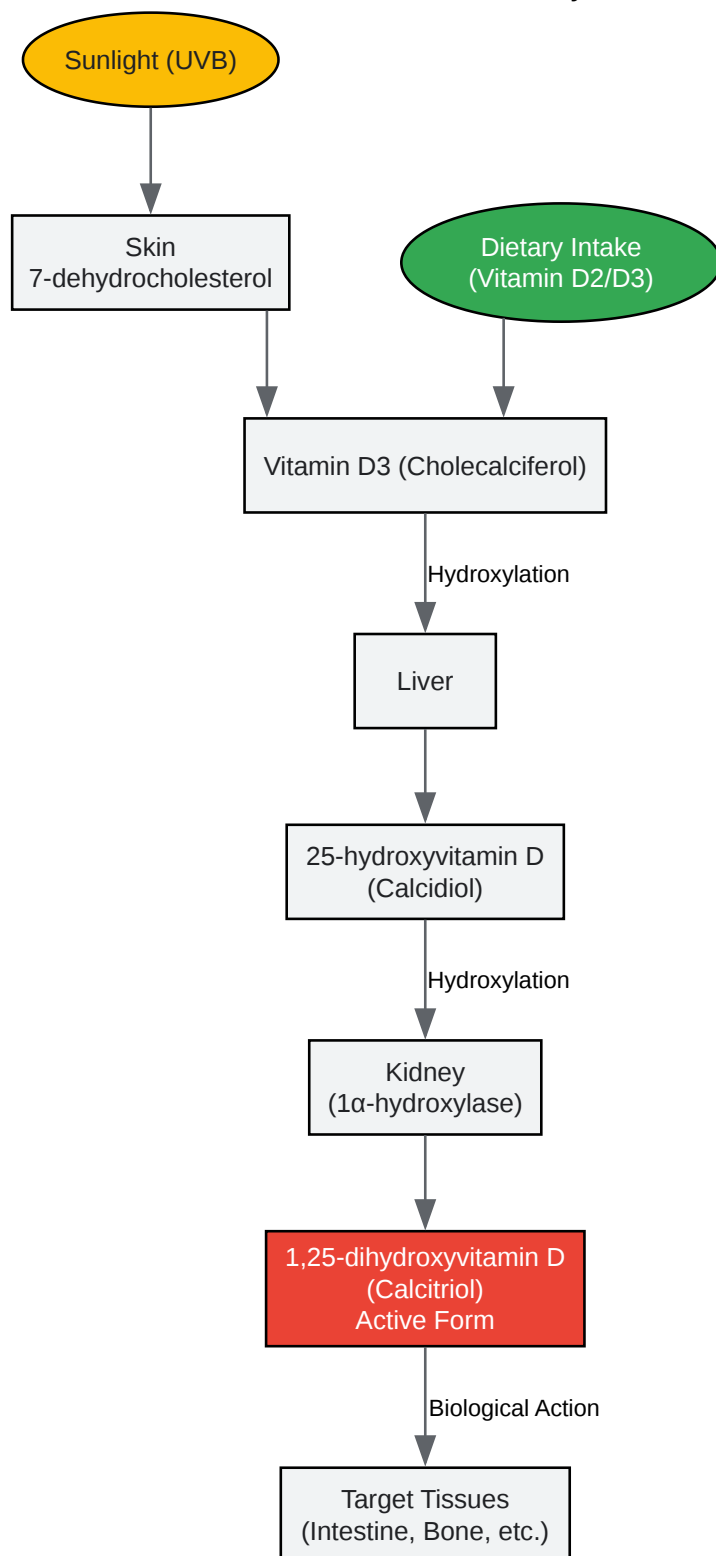 Sunlight (UVB)
Skin
7-dehydrocholesterol
Dietary Intake
(Vitamin D2/D3)
Vitamin D3 (Cholecalciferol)
Hydroxylation
Liver
25-hydroxyvitamin D
(Calcidiol)
Hydroxylation
Kidney
(1α-hydroxylase)
1,25-dihydroxyvitamin D
(Calcitriol)
Active Form
Biological Action
Target Tissues
(Intestine, Bone, etc.)